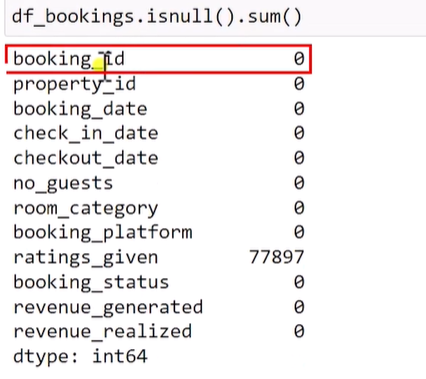 df_bookings.isnull().sum()
booking_id 0
property_id 0
booking_date 0
check_in_date 0
checkout_date 0
no_guests 0
room_category 0
booking_platform 0
ratings_given 77897
booking_status 0
revenue_generated 0
revenue_realized 0
dtype: int64